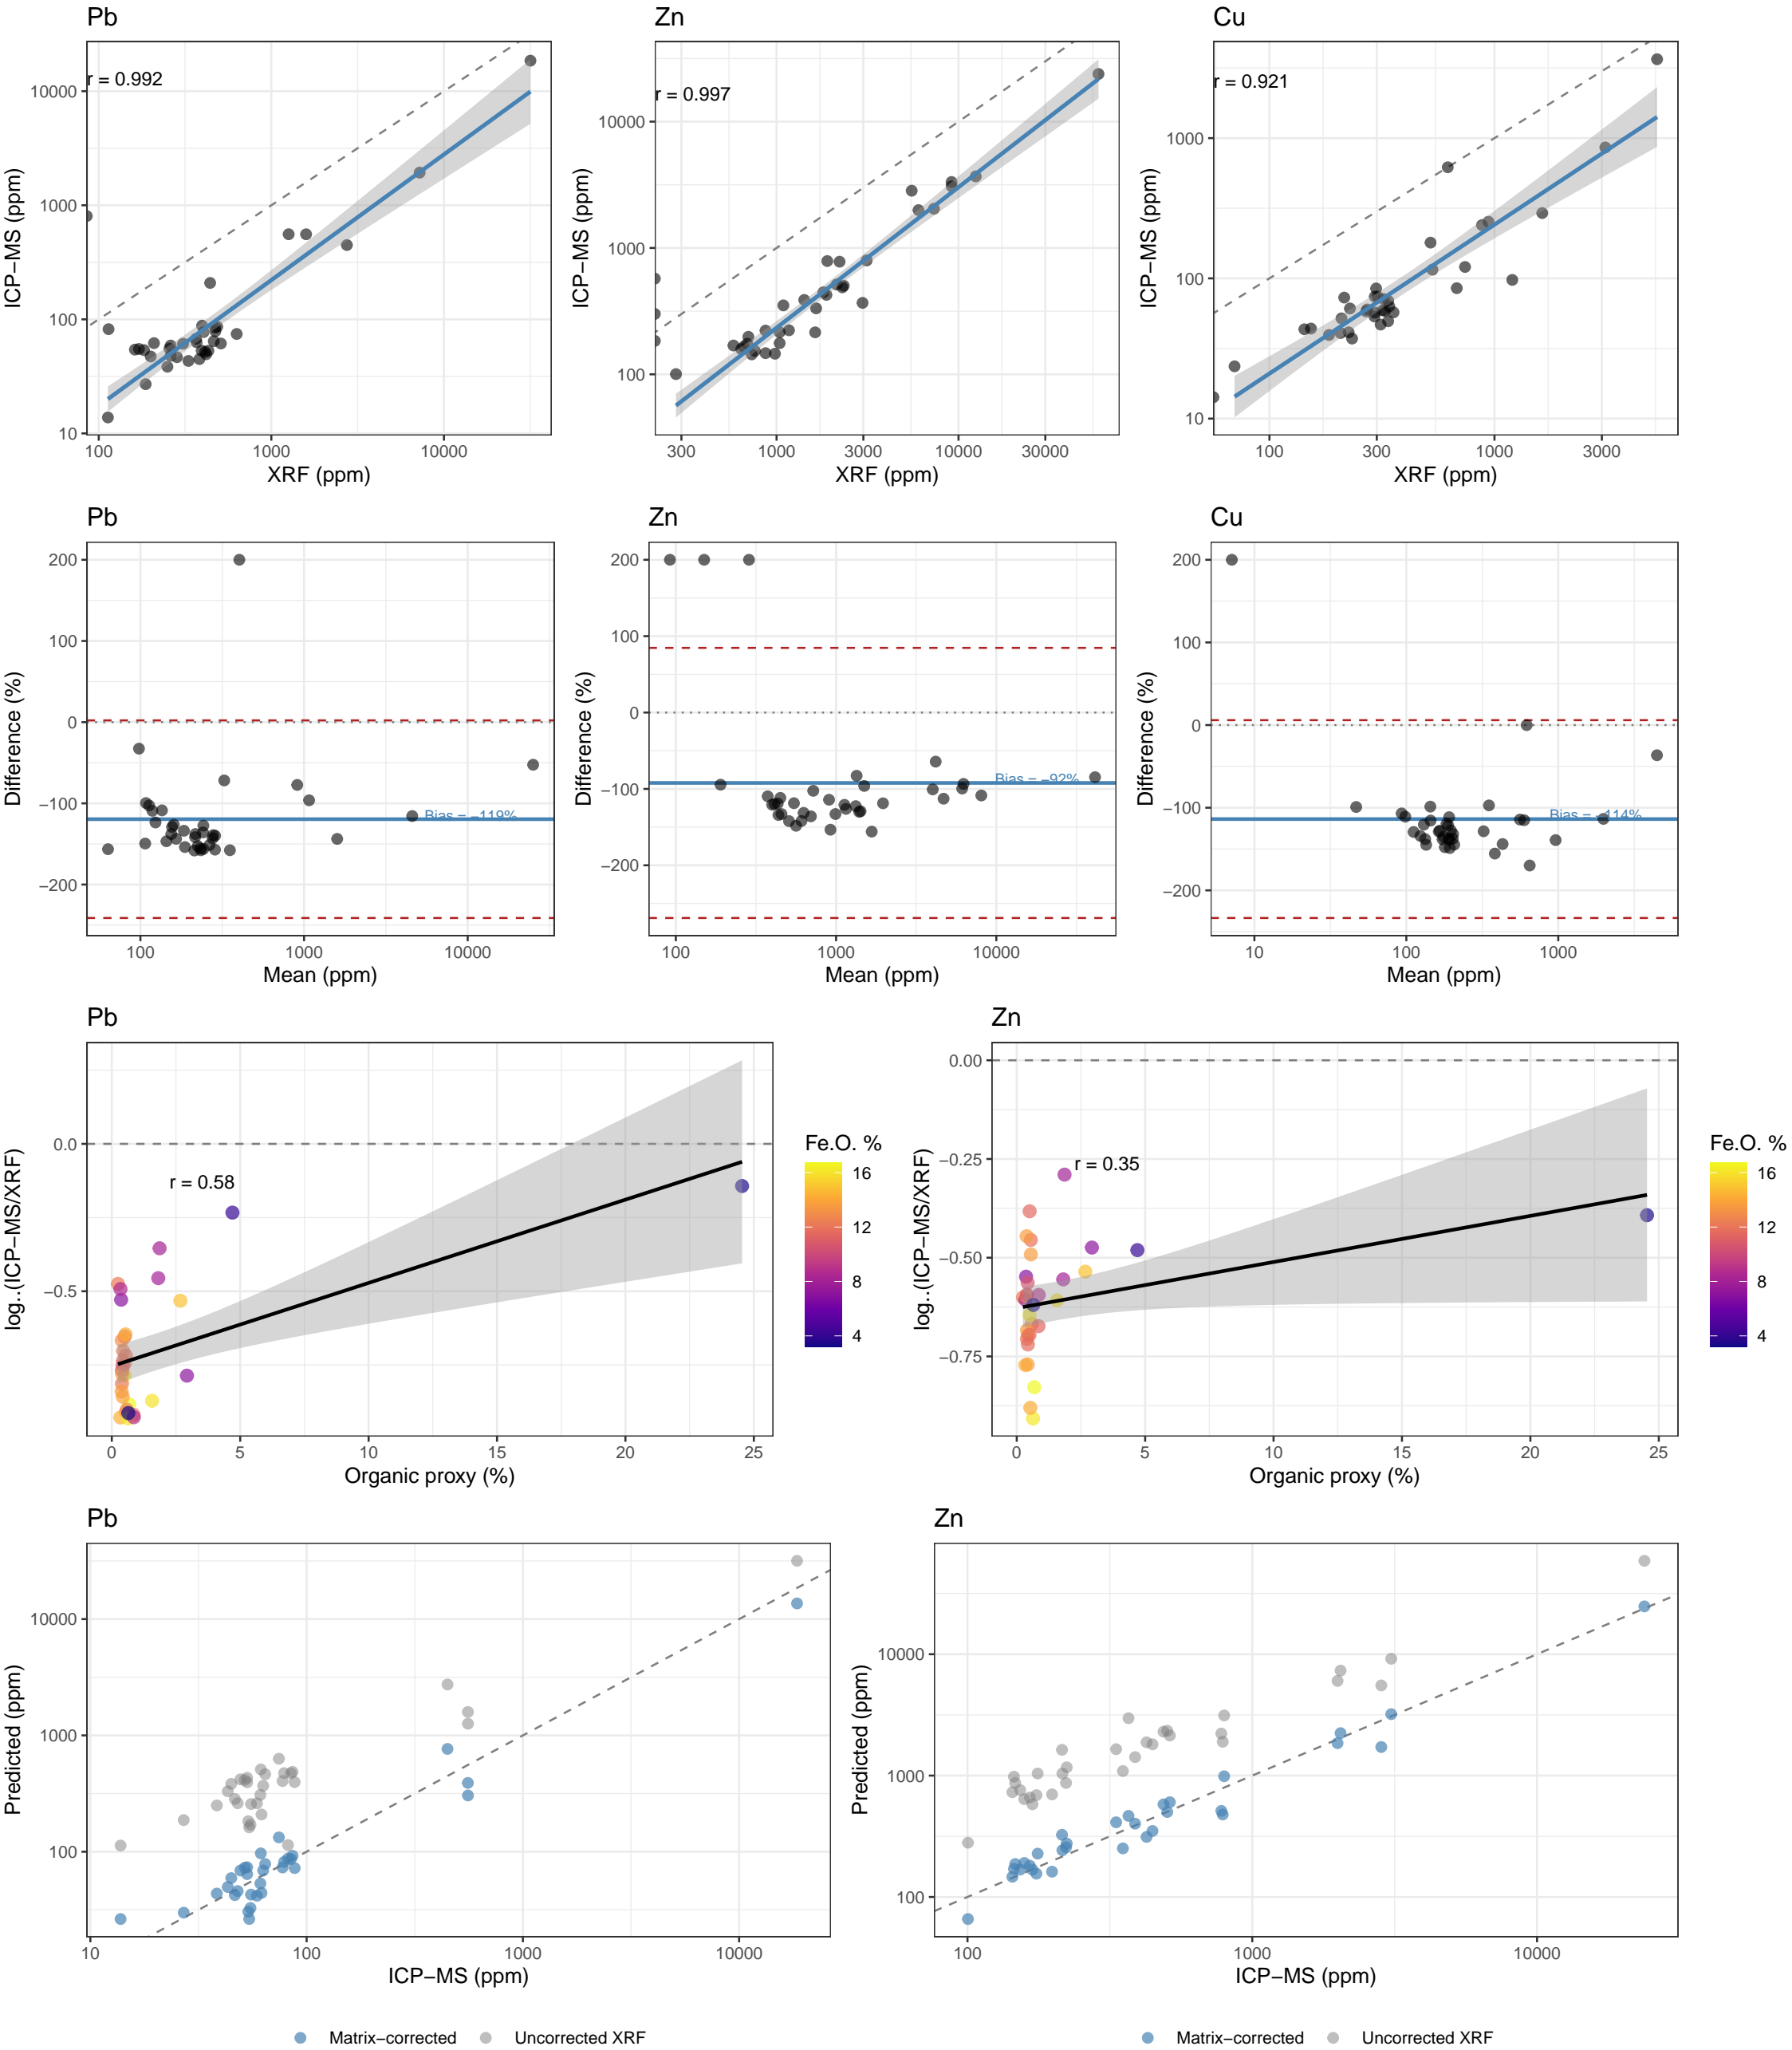 Pb
Zn
Cu
r = 0.992
r = 0.997
r = 0.921
ICP−MS (ppm)
10000
1000
100
10
100
1000
10000
XRF (ppm)
ICP−MS (ppm)
10000
1000
100
300
1000
3000
10000
30000
XRF (ppm)
ICP−MS (ppm)
1000
100
10
100
300
1000
3000
XRF (ppm)
Pb
Zn
Cu
Difference (%)
200
100
0
−100
−200
Bias = −119%
100
1000
10000
Mean (ppm)
Difference (%)
200
100
0
−100
−200
Bias = −92%
100
1000
10000
Mean (ppm)
Difference (%)
200
100
0
−100
−200
Bias = −114%
10
100
1000
Mean (ppm)
Pb
log..(ICP−MS/XRF)
0.0
−0.5
r = 0.58
0
5
10
15
20
25
Organic proxy (%)
Fe.O. %
16
12
8
4
Zn
log..(ICP−MS/XRF)
0.00
−0.25
−0.50
−0.75
r = 0.35
0
5
10
15
20
25
Organic proxy (%)
Fe.O. %
16
12
8
4
Pb
Predicted (ppm)
10000
1000
100
10
100
1000
10000
ICP−MS (ppm)
Matrix−corrected
Uncorrected XRF
Zn
Predicted (ppm)
10000
1000
100
100
1000
10000
ICP−MS (ppm)
Matrix−corrected
Uncorrected XRF